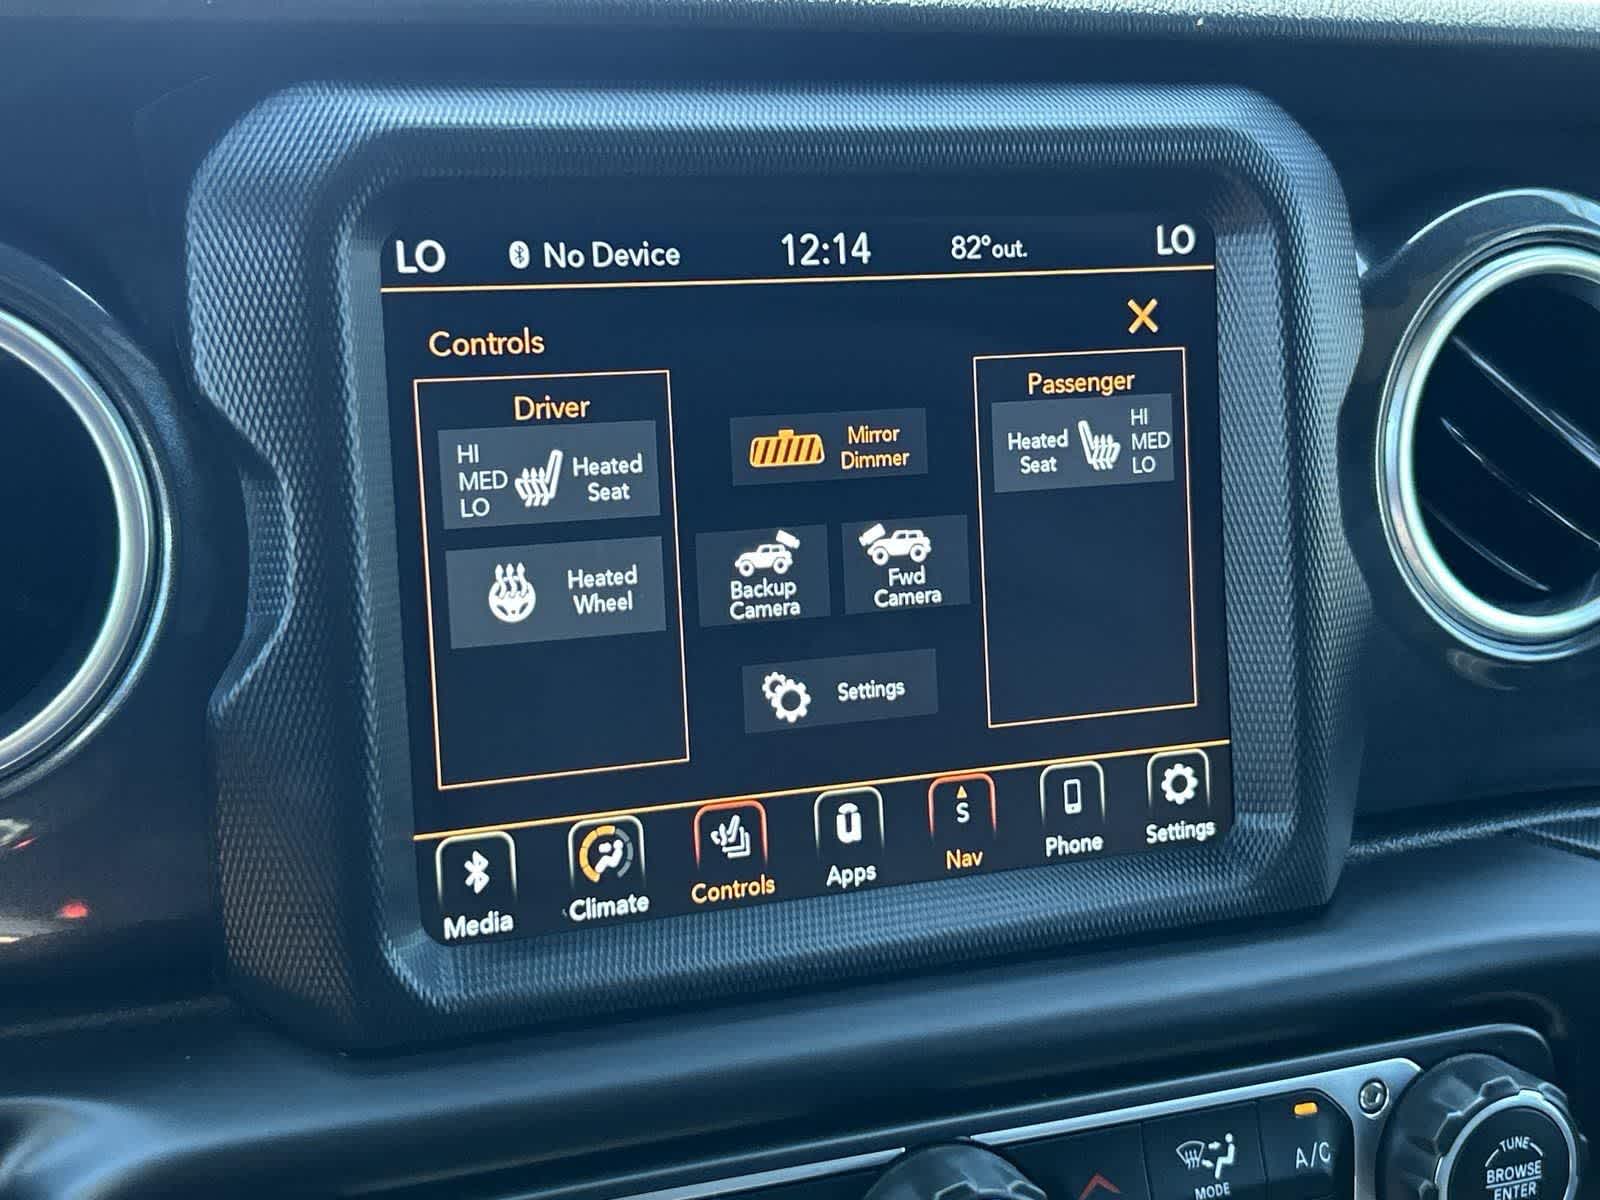 LO No Device 12:14 82°out. LO
Controls
Driver
HI
MED
LO
Heated
Seat
Heated
Wheel
Mirror
Dimmer
Backup
Camera
Fwd
Camera
Settings
Passenger
Heated
Seat
HI
MED
LO
Media Climate Controls Apps S Nav Phone Settings
MODE
A/C
TUNE
BROWSE
ENTER